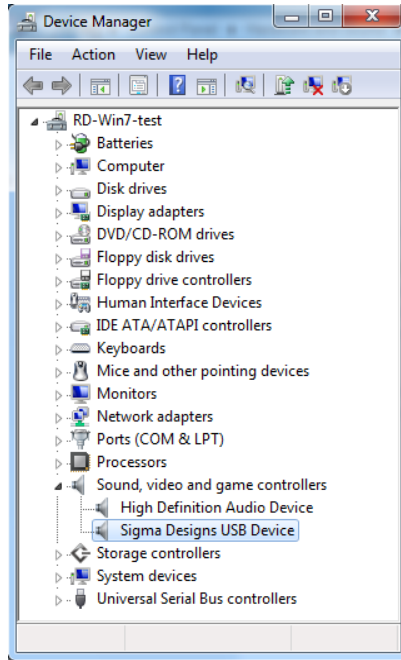 Device Manager
File Action View Help
RD-Win7-test
Batteries
Computer
Disk drives
Display adapters
DVD/CD-ROM drives
Floppy disk drives
Floppy drive controllers
Human Interface Devices
IDE ATA/ATAPI controllers
Keyboards
Mice and other pointing devices
Monitors
Network adapters
Ports (COM & LPT)
Processors
Sound, video and game controllers
High Definition Audio Device
Sigma Designs USB Device
Storage controllers
System devices
Universal Serial Bus controllers